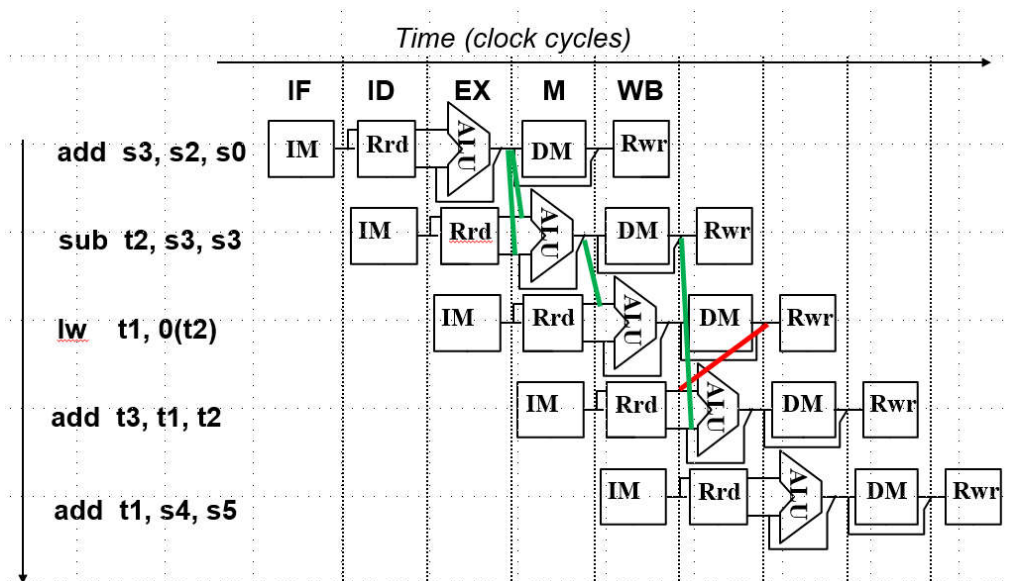 Time (clock cycles)
IF ID EX M WB
add s3, s2, s0 IM Rrd ALU DM Rwr
sub t2, s3, s3 IM Rrd ALU DM Rwr
lw t1, 0(t2) IM Rrd ALU DM Rwr
add t3, t1, t2 IM Rrd ALU DM Rwr
add t1, s4, s5 IM Rrd ALU DM Rwr